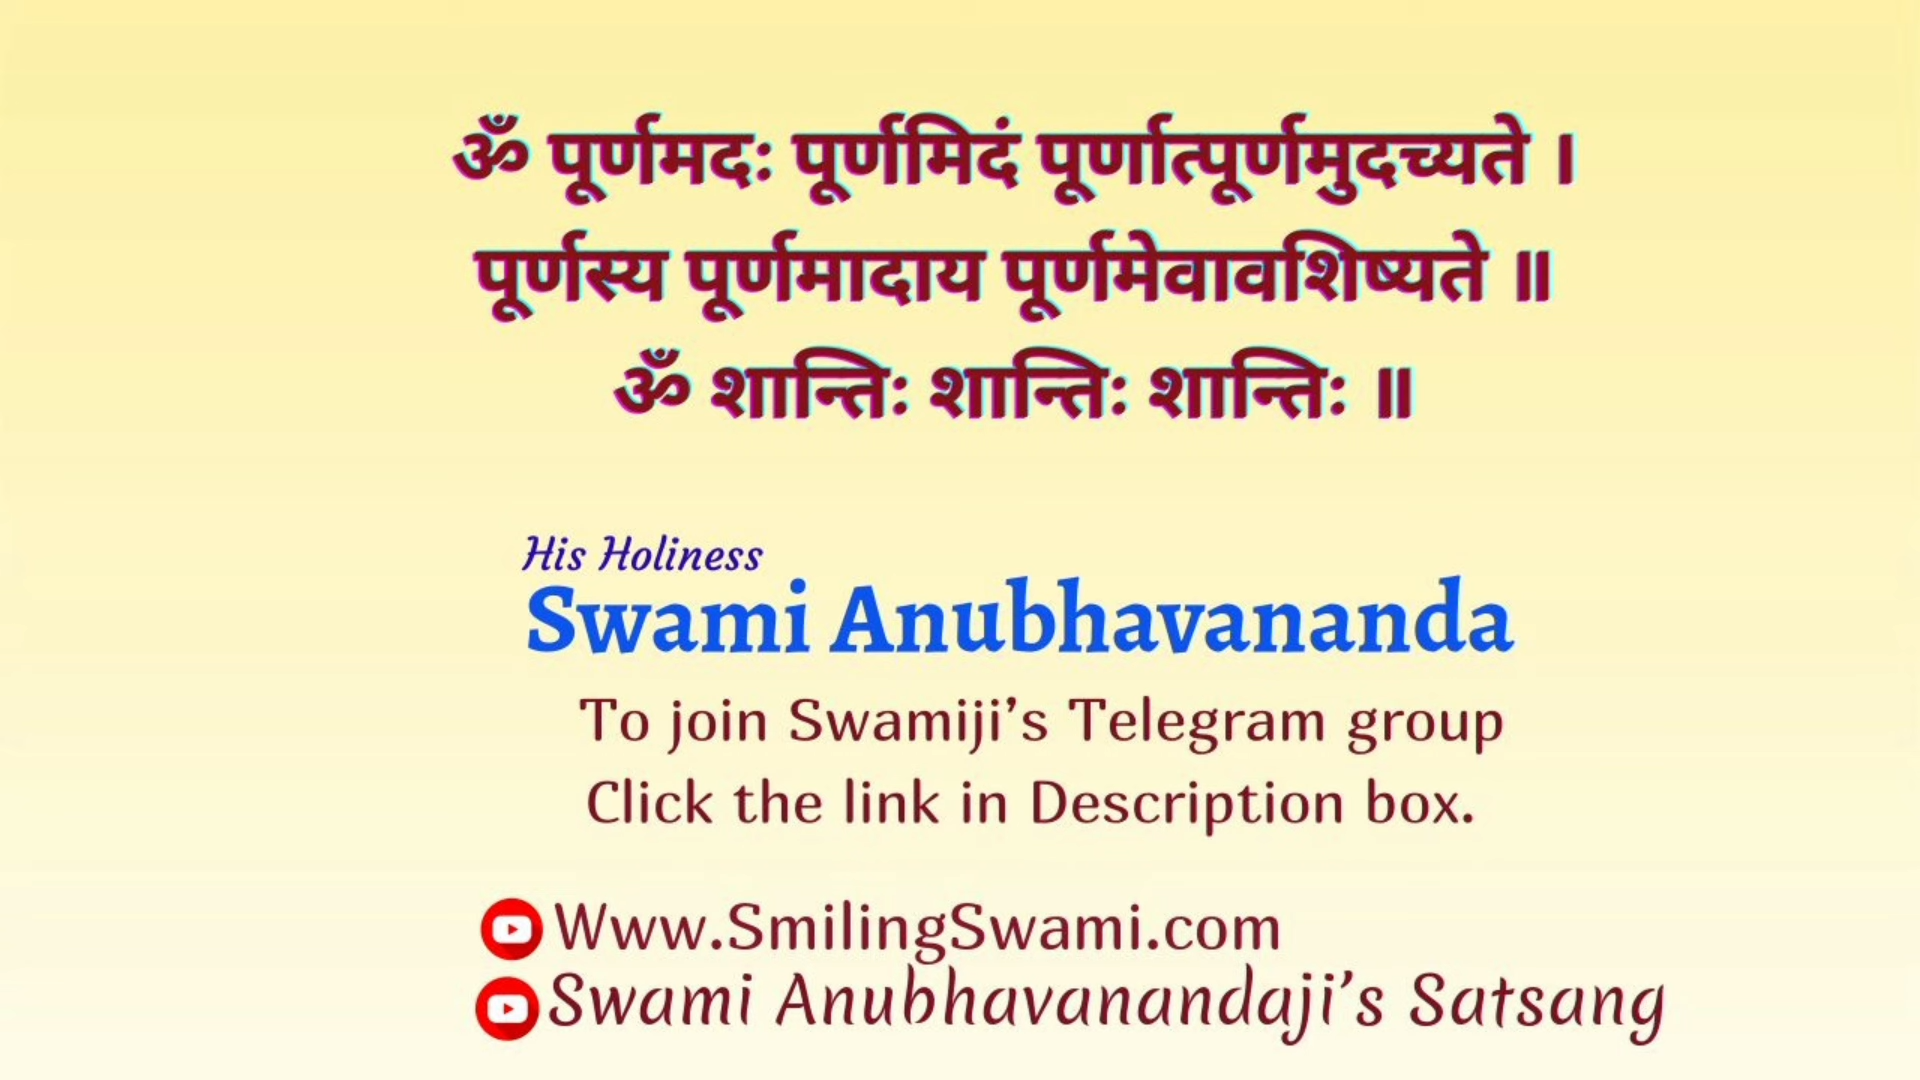 ॐ पूर्णमदः पूर्णमिदं पूर्णात्पूर्णमुदच्यते ।
पूर्णस्य पूर्णमादाय पूर्णमेवावशिष्यते ॥
ॐ शान्तिः शान्तिः शान्तिः ॥
His Holiness
Swami Anubhavananda
To join Swamiji’s Telegram group
Click the link in Description box.
Www.SmilingSwami.com
Swami Anubhavanandaji’s Satsang